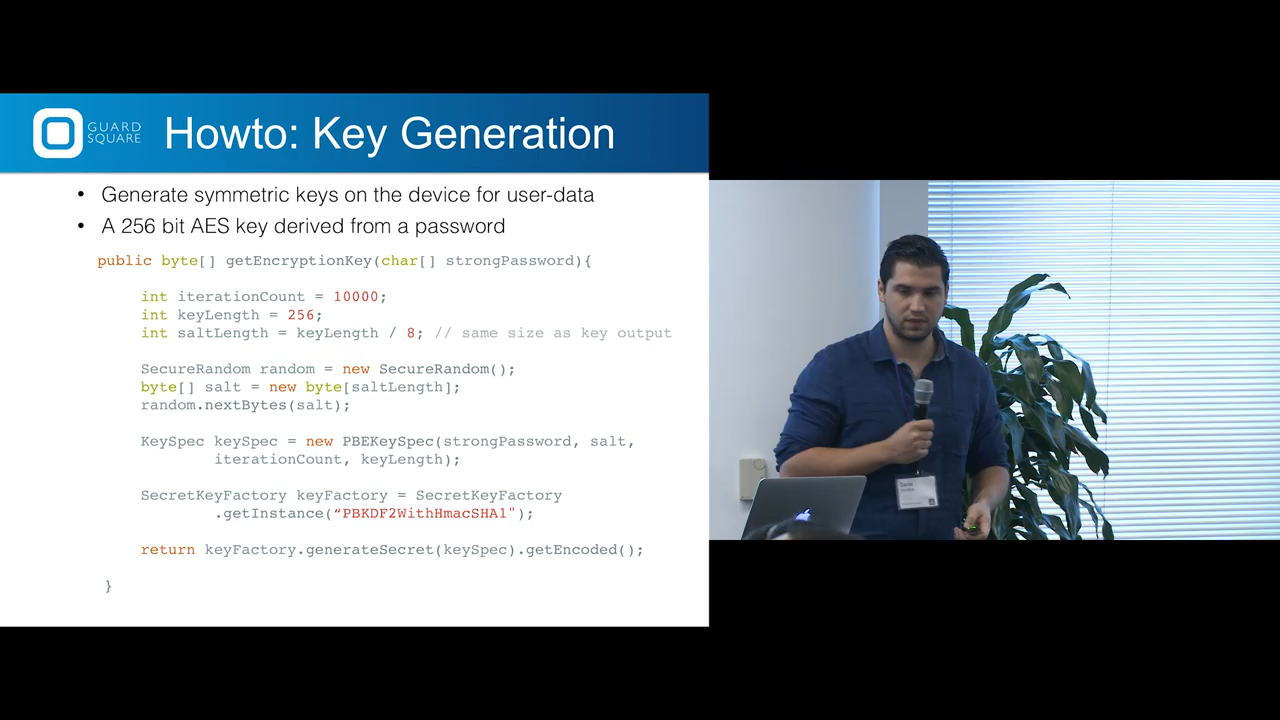 GUARD
SQUARE
Howto: Key Generation
• Generate symmetric keys on the device for user-data
• A 256 bit AES key derived from a password
public byte[] getEncryptionKey(char[] strongPassword){
int iterationCount = 10000;
int keyLength = 256;
int saltLength = keyLength / 8; // same size as key output
SecureRandom random = new SecureRandom();
byte[] salt = new byte[saltLength];
random.nextBytes(salt);
KeySpec keySpec = new PBEKeySpec(strongPassword, salt,
iterationCount, keyLength);
SecretKeyFactory keyFactory = SecretKeyFactory
.getInstance(“PBKDF2WithHmacSHA1");
return keyFactory.generateSecret(keySpec).getEncoded();
}